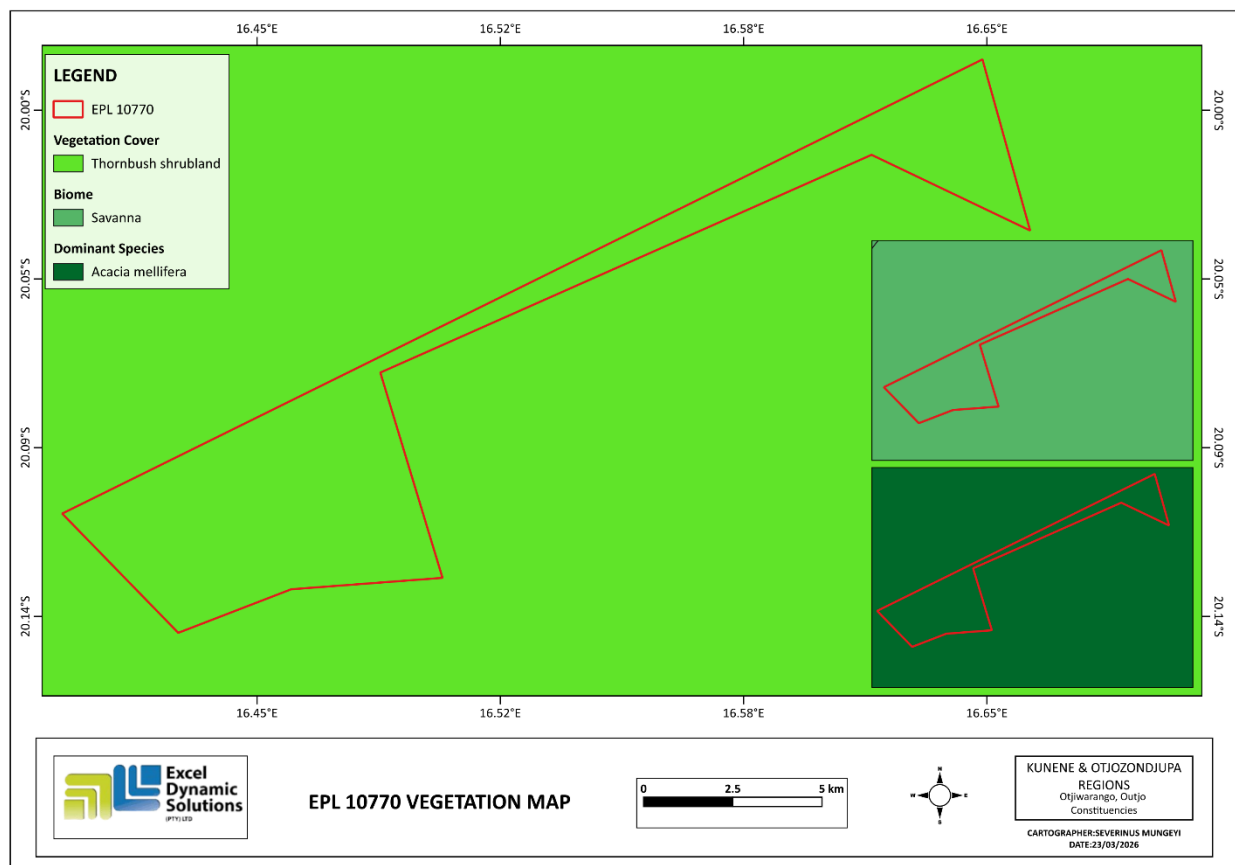 16.45°E 16.52°E 16.58°E 16.65°E
LEGEND
EPL 10770
Vegetation Cover
Thornbush shrubland
Biome
Savanna
Dominant Species
Acacia mellifera
20.00°S 20.00°S
20.05°S 20.05°S
20.09°S 20.09°S
20.14°S 20.14°S
16.45°E 16.52°E 16.58°E 16.65°E
Excel
Dynamic
Solutions
(PTY) LTD
EPL 10770 VEGETATION MAP
0 2.5 5 km
N
W E
S
KUNENE & OTJOZONDJUPA
REGIONS
Otjiwarango, Outjo
Constituencies
CARTOGRAPHER:SEVERINUS MUNGEYI
DATE:23/03/2026